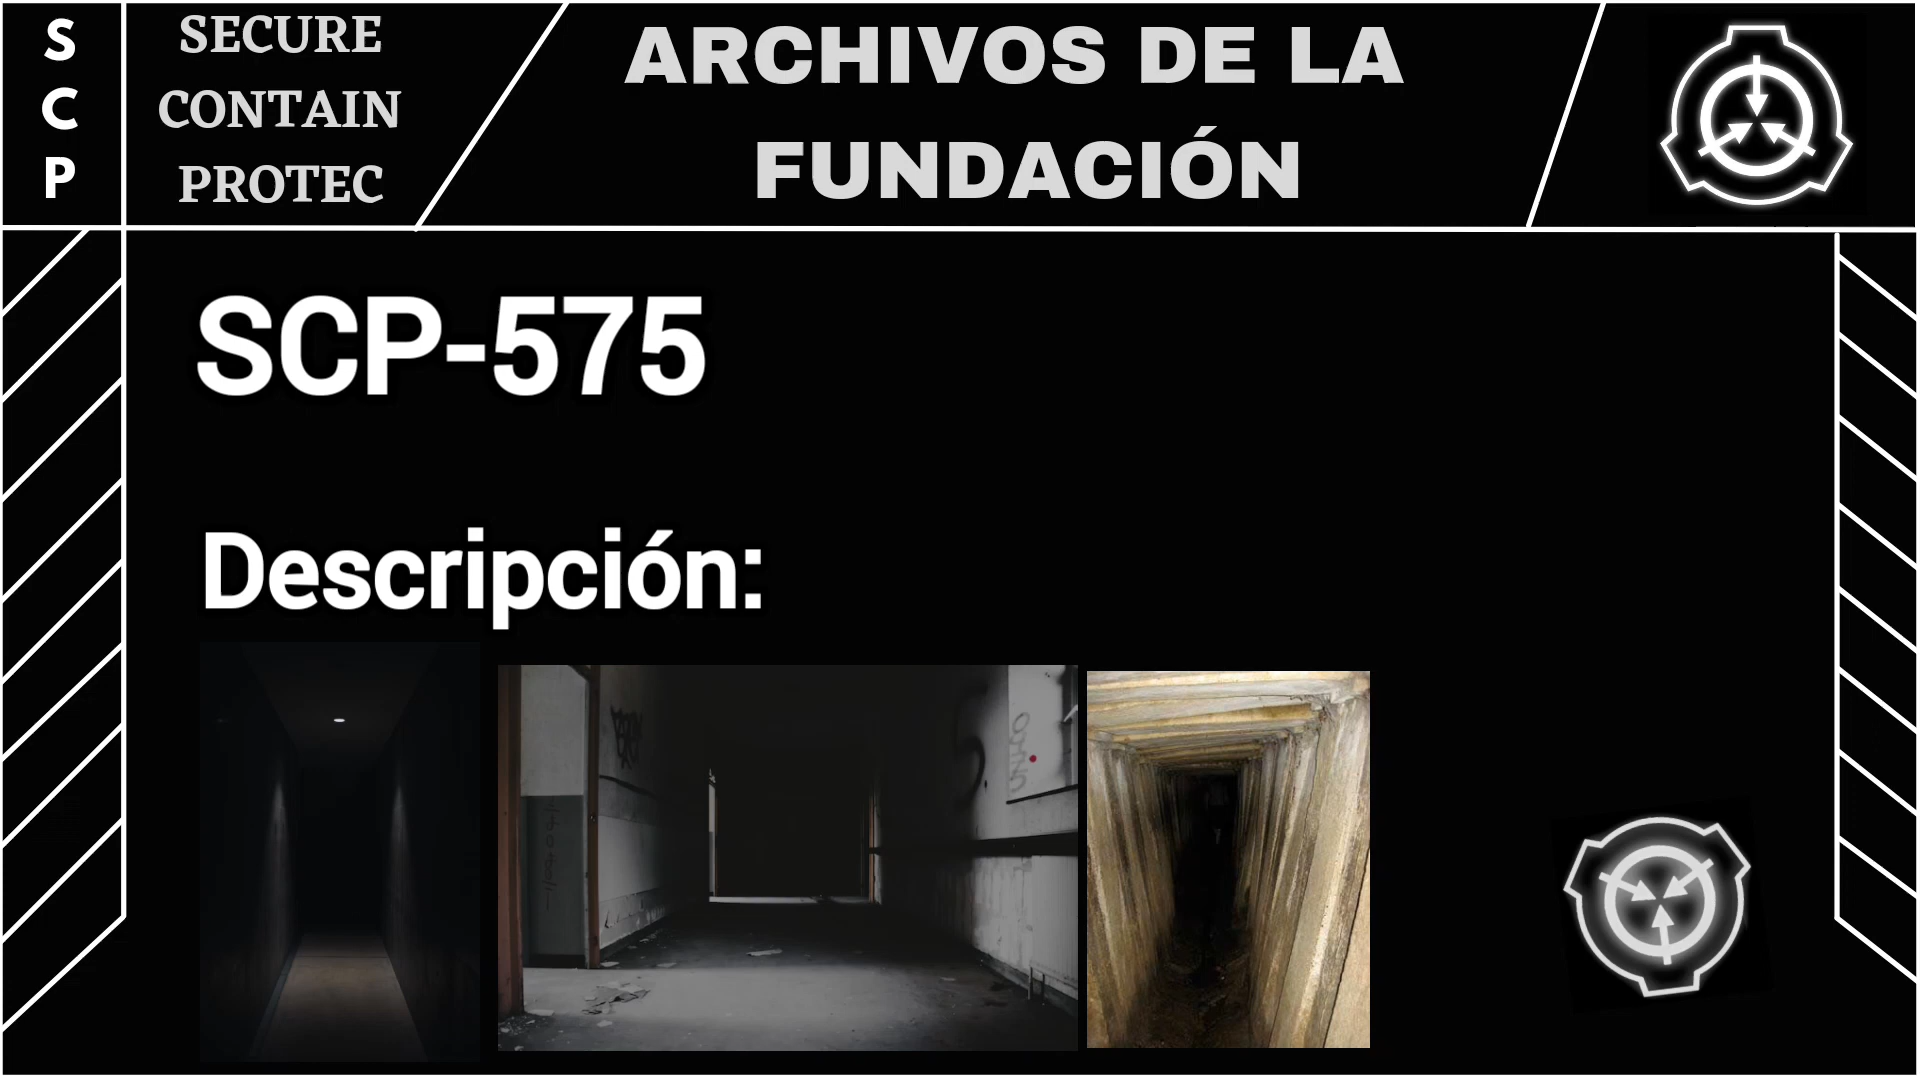 S
C
P
SECURE
CONTAIN
PROTEC
ARCHIVOS DE LA
FUNDACIÓN
SCP-575
Descripción: